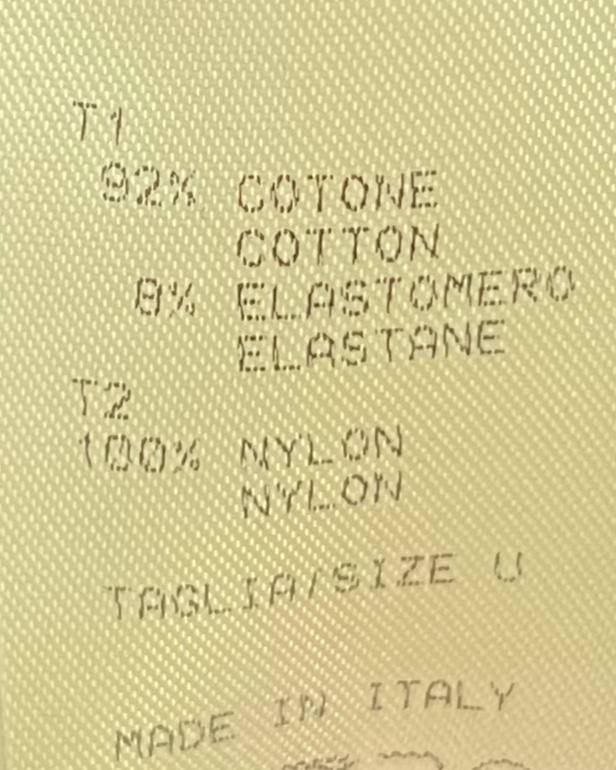 T1
92% COTONE
COTTON
8% ELASTOMERO
ELASTANE
T2
100% NYLON
NYLON
TAGLIA/SIZE U
MADE IN ITALY